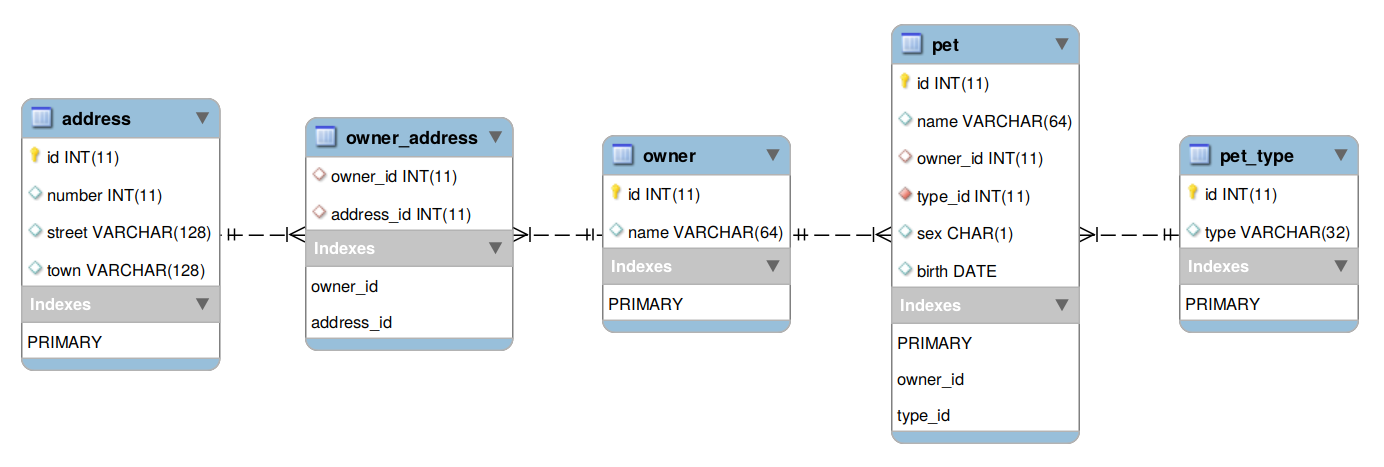 address
id INT(11)
number INT(11)
street VARCHAR(128)
town VARCHAR(128)
Indexes
PRIMARY
owner_address
owner_id INT(11)
address_id INT(11)
Indexes
owner_id
address_id
owner
id INT(11)
name VARCHAR(64)
Indexes
PRIMARY
pet
id INT(11)
name VARCHAR(64)
owner_id INT(11)
type_id INT(11)
sex CHAR(1)
birth DATE
Indexes
PRIMARY
owner_id
type_id
pet_type
id INT(11)
type VARCHAR(32)
Indexes
PRIMARY